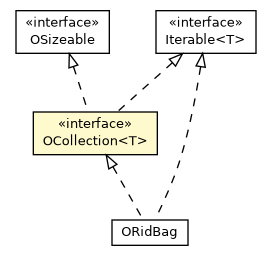 «interface»
OSizeable
«interface»
Iterable<T>
«interface»
OCollection<T>
ORidBag